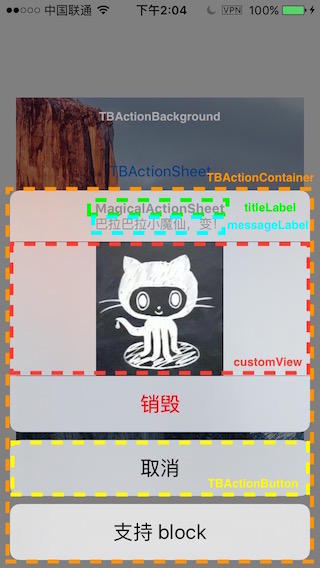 中国联通 下午2:04 VPN 100%
TBActionBackground
TBActionSheet
TBActionContainer
MagicalActionSheet titleLabel
巴拉巴拉小魔仙，变！ messageLabel
customView
销毁
取消
TBActionButton
支持 block